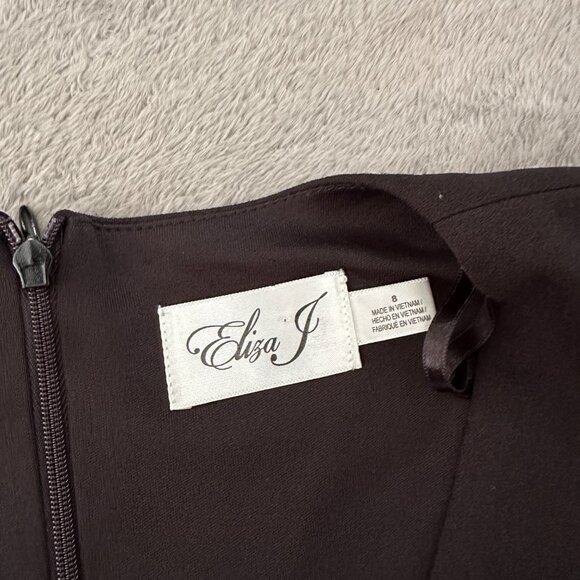 Eliza J
8
MADE IN VIETNAM /
HECHO EN VIETNAM /
FABRIQUE EN VIETNAM